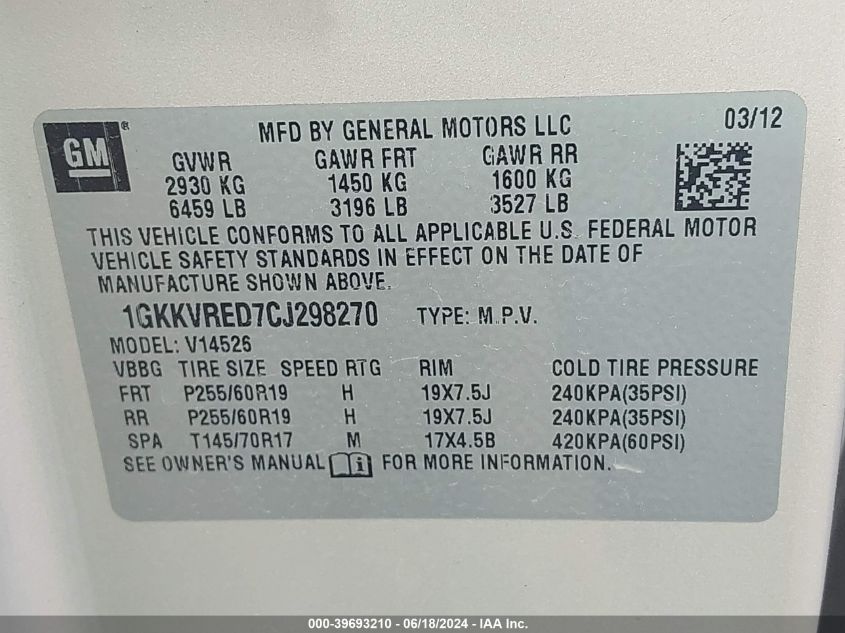 GM ®
MFD BY GENERAL MOTORS LLC 03/12
GVWR GAWR FRT GAWR RR
2930 KG 1450 KG 1600 KG
6459 LB 3196 LB 3527 LB
THIS VEHICLE CONFORMS TO ALL APPLICABLE U.S. FEDERAL MOTOR
VEHICLE SAFETY STANDARDS IN EFFECT ON THE DATE OF
MANUFACTURE SHOWN ABOVE.
1GKKVRED7CJ298270 TYPE: M.P.V.
MODEL: V14526
VBBG TIRE SIZE SPEED RTG RIM COLD TIRE PRESSURE
FRT P255/60R19 H 19X7.5J 240KPA(35PSI)
RR P255/60R19 H 19X7.5J 240KPA(35PSI)
SPA T145/70R17 M 17X4.5B 420KPA(60PSI)
SEE OWNER'S MANUAL i FOR MORE INFORMATION.
000-39693210 - 06/18/2024 - IAA Inc.